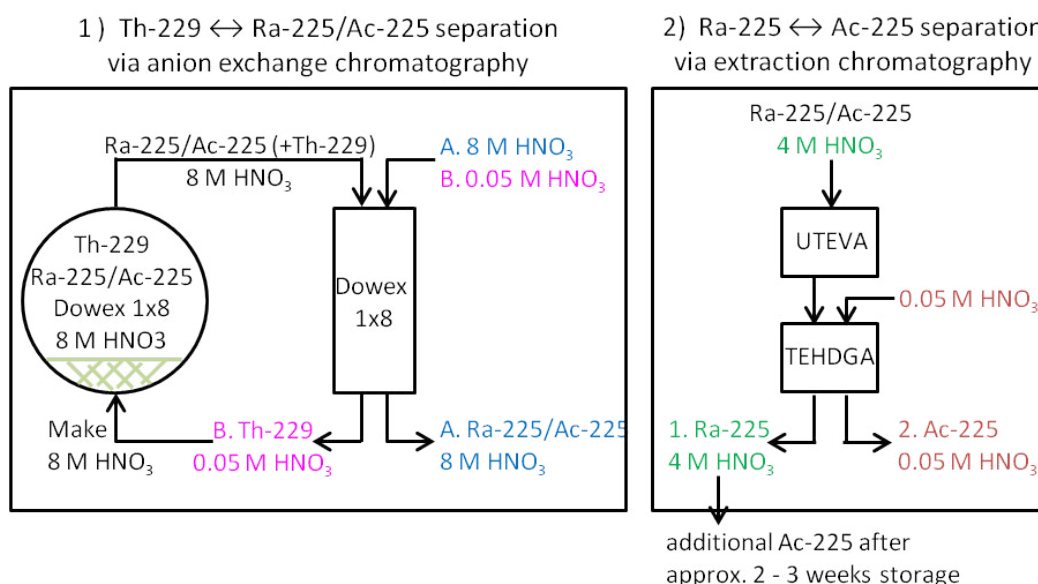 1 ) Th-229 ↔ Ra-225/Ac-225 separation
via anion exchange chromatography
Ra-225/Ac-225 (+Th-229)
8 M HNO₃
A. 8 M HNO₃
B. 0.05 M HNO₃
Th-229
Ra-225/Ac-225
Dowex 1x8
8 M HNO3
Dowex
1x8
Make
8 M HNO₃
B. Th-229
0.05 M HNO₃
A. Ra-225/Ac-225
8 M HNO₃
2) Ra-225 ↔ Ac-225 separation
via extraction chromatography
Ra-225/Ac-225
4 M HNO₃
UTEVA
0.05 M HNO₃
TEHDGA
1. Ra-225
4 M HNO₃
2. Ac-225
0.05 M HNO₃
additional Ac-225 after
approx. 2 - 3 weeks storage